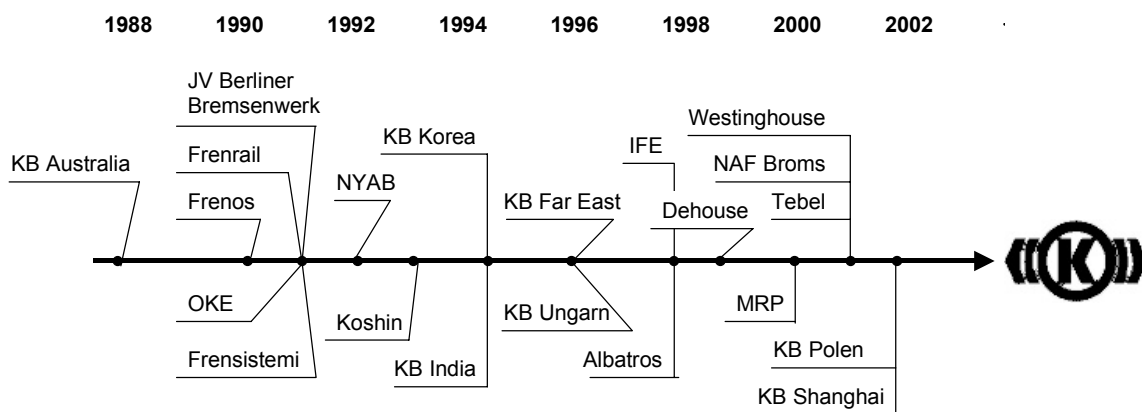 1988 1990 1992 1994 1996 1998 2000 2002
JV Berliner
Bremsenwerk
Westinghouse
KB Korea
IFE
KB Australia
Frenrail
NAF Broms
NYAB
Frenos
KB Far East
Dehouse
Tebel
K
OKE
Koshin
KB Ungarn
MRP
Frensistemi
KB India
Albatros
KB Polen
KB Shanghai